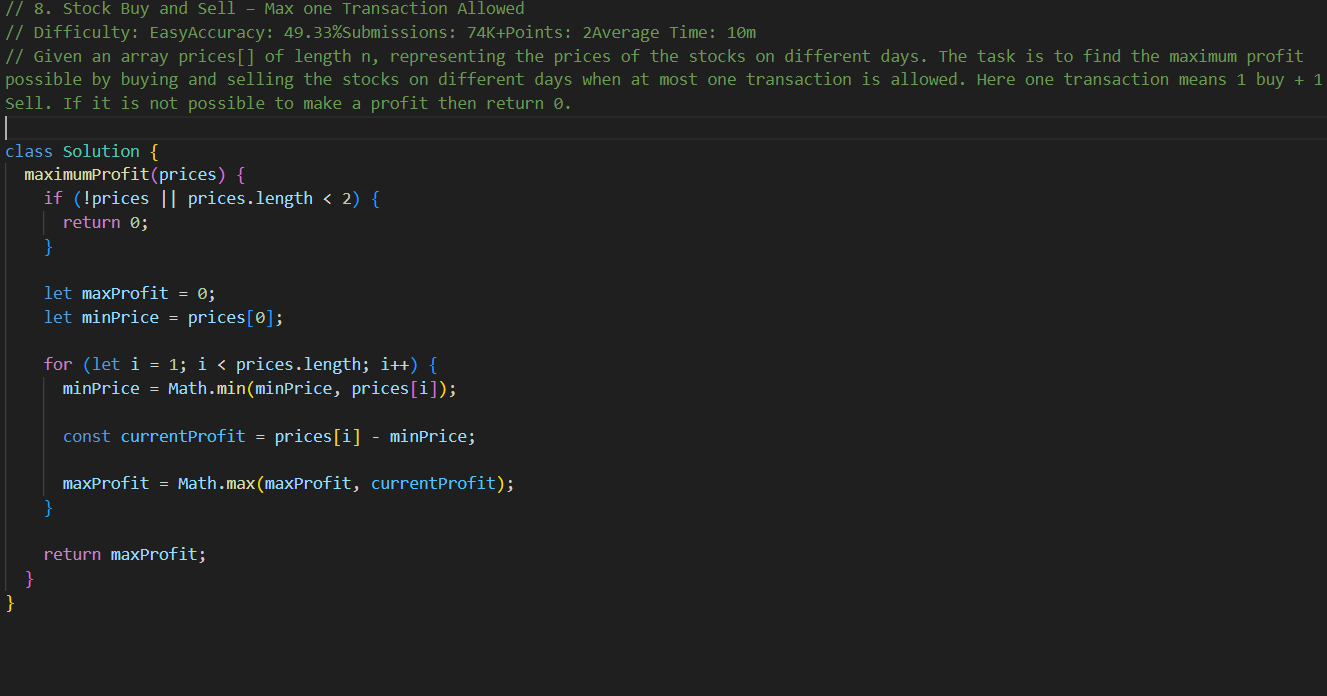 // 8. Stock Buy and Sell – Max one Transaction Allowed
// Difficulty: EasyAccuracy: 49.33%Submissions: 74K+Points: 2Average Time: 10m
// Given an array prices[] of length n, representing the prices of the stocks on different days. The task is to find the maximum profit
possible by buying and selling the stocks on different days when at most one transaction is allowed. Here one transaction means 1 buy + 1
Sell. If it is not possible to make a profit then return 0.

class Solution {
  maximumProfit(prices) {
    if (!prices || prices.length < 2) {
      return 0;
    }

    let maxProfit = 0;
    let minPrice = prices[0];

    for (let i = 1; i < prices.length; i++) {
      minPrice = Math.min(minPrice, prices[i]);

      const currentProfit = prices[i] - minPrice;

      maxProfit = Math.max(maxProfit, currentProfit);
    }

    return maxProfit;
  }
}